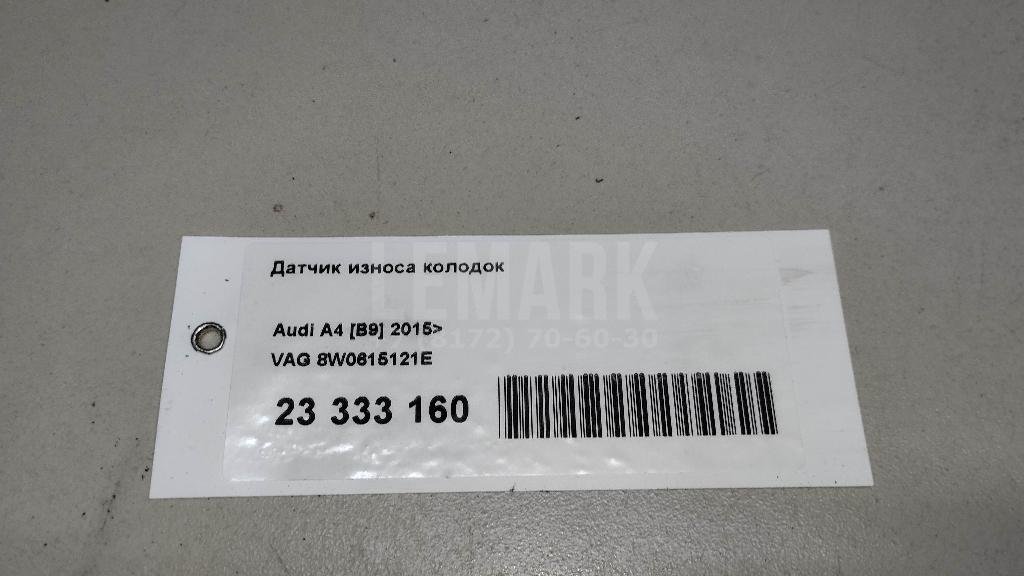 Датчик износа колодок
LEMARK
Audi A4 [B9] 2015>
(8172) 70-60-30
VAG 8W0615121E
23 333 160